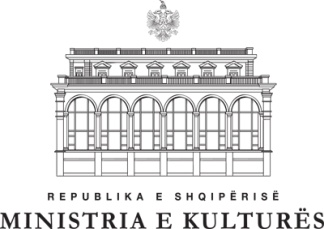 REPUBLIKA E SHQIPËRISË
MINISTRIA E KULTURËS